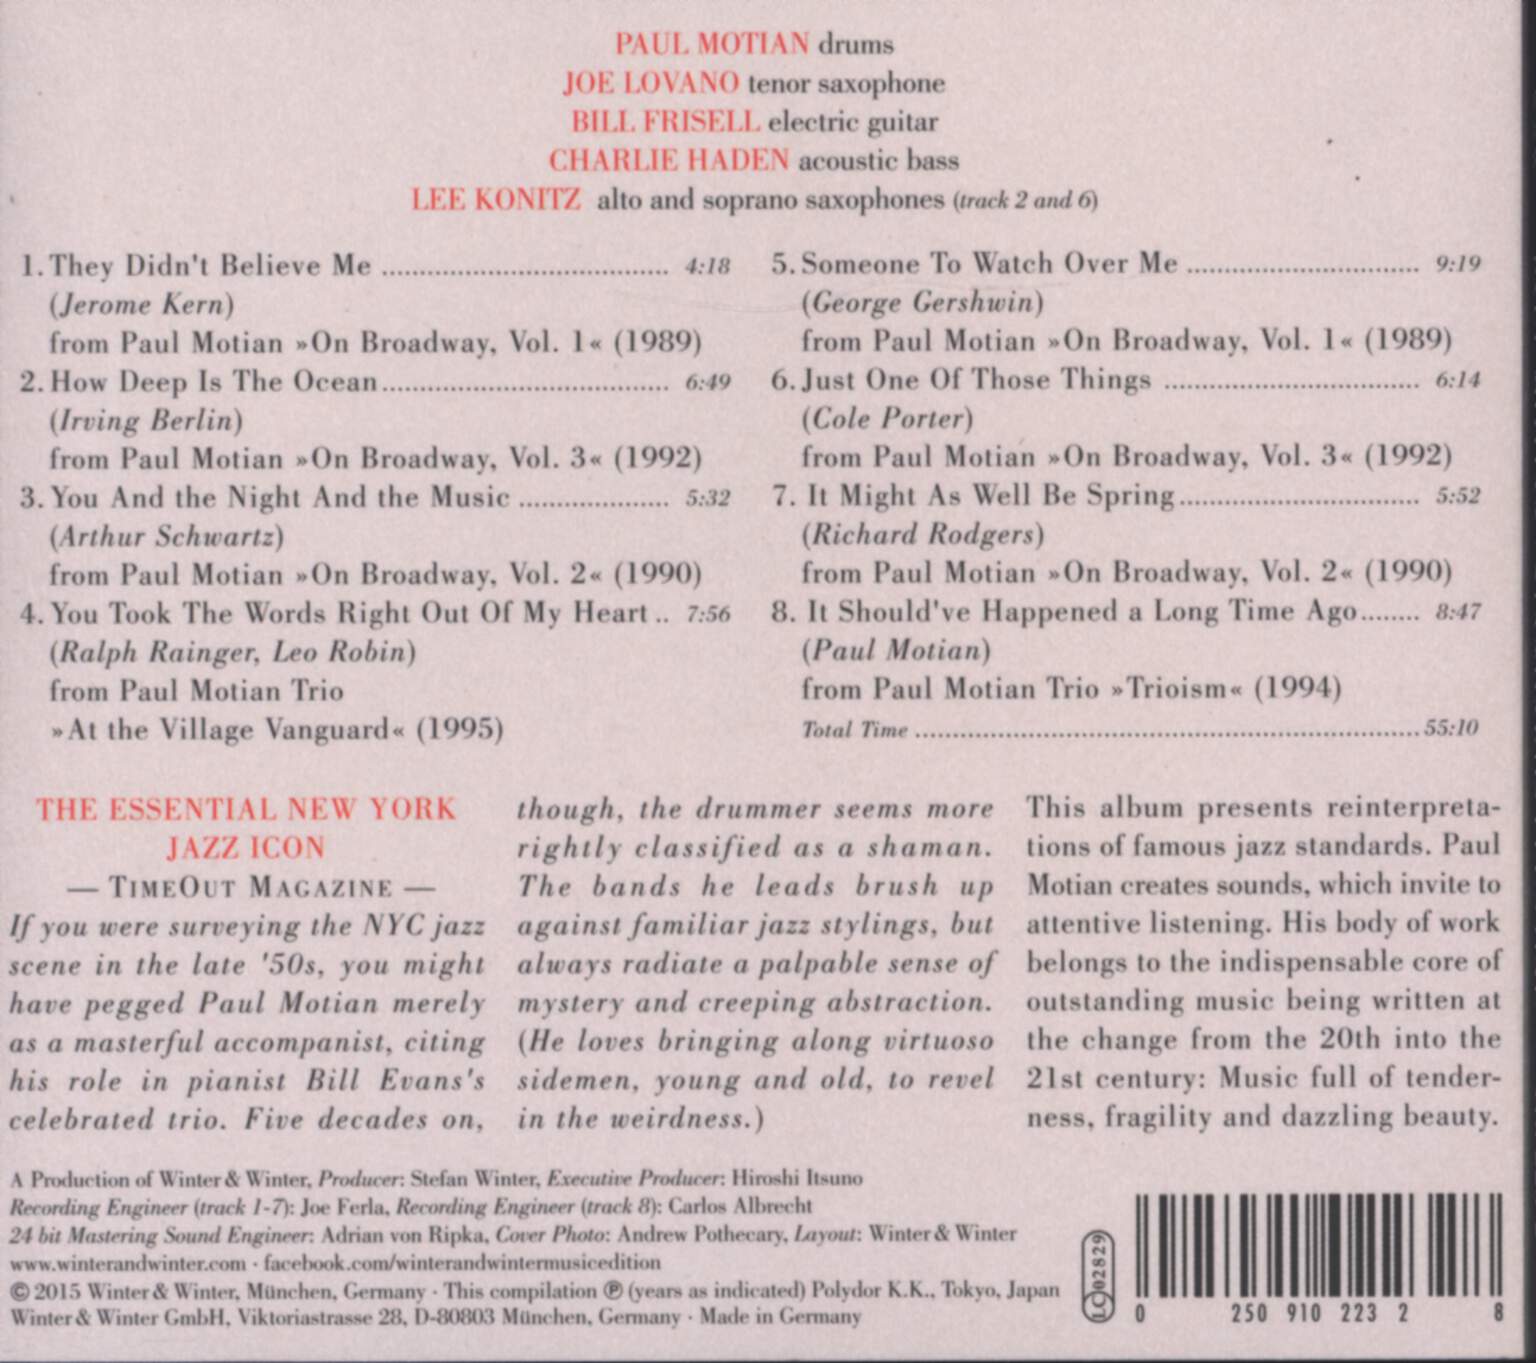 PAUL MOTIAN drums
JOE LOVANO tenor saxophone
BILL FRISELL electric guitar
CHARLIE HADEN acoustic bass
LEE KONITZ alto and soprano saxophones (track 2 and 6)
1. They Didn't Believe Me ...................................... 4:18
(Jerome Kern)
from Paul Motian »On Broadway, Vol. 1« (1989)
2. How Deep Is The Ocean...................................... 6:49
(Irving Berlin)
from Paul Motian »On Broadway, Vol. 3« (1992)
3. You And the Night And the Music .................... 5:32
(Arthur Schwartz)
from Paul Motian »On Broadway, Vol. 2« (1990)
4. You Took The Words Right Out Of My Heart .. 7:56
(Ralph Rainger, Leo Robin)
from Paul Motian Trio
»At the Village Vanguard« (1995)
5. Someone To Watch Over Me ............................... 9:19
(George Gershwin)
from Paul Motian »On Broadway, Vol. 1« (1989)
6. Just One Of Those Things .................................. 6:14
(Cole Porter)
from Paul Motian »On Broadway, Vol. 3« (1992)
7. It Might As Well Be Spring................................ 5:52
(Richard Rodgers)
from Paul Motian »On Broadway, Vol. 2« (1990)
8. It Should've Happened a Long Time Ago........ 8:47
(Paul Motian)
from Paul Motian Trio »Trioism« (1994)
Total Time ...................................................................55:10
THE ESSENTIAL NEW YORK
JAZZ ICON
— TIMEOUT MAGAZINE —
If you were surveying the NYC jazz
scene in the late '50s, you might
have pegged Paul Motian merely
as a masterful accompanist, citing
his role in pianist Bill Evans's
celebrated trio. Five decades on,
though, the drummer seems more
rightly classified as a shaman.
The bands he leads brush up
against familiar jazz stylings, but
always radiate a palpable sense of
mystery and creeping abstraction.
(He loves bringing along virtuoso
sidemen, young and old, to revel
in the weirdness.)
This album presents reinterpreta-
tions of famous jazz standards. Paul
Motian creates sounds, which invite to
attentive listening. His body of work
belongs to the indispensable core of
outstanding music being written at
the change from the 20th into the
21st century: Music full of tender-
ness, fragility and dazzling beauty.
A Production of Winter & Winter, Producer: Stefan Winter, Executive Producer: Hiroshi Itsuno
Recording Engineer (track 1-7): Joe Ferla, Recording Engineer (track 8): Carlos Albrecht
24 bit Mastering Sound Engineer: Adrian von Ripka, Cover Photo: Andrew Pothecary, Layout: Winter & Winter
www.winterandwinter.com · facebook.com/winterandwintermusicedition
© 2015 Winter & Winter, München, Germany · This compilation ℗ (years as indicated) Polydor K.K., Tokyo, Japan
Winter & Winter GmbH, Viktoriastrasse 28, D-80803 München, Germany · Made in Germany
LC 02829
0 250 910 223 2 8